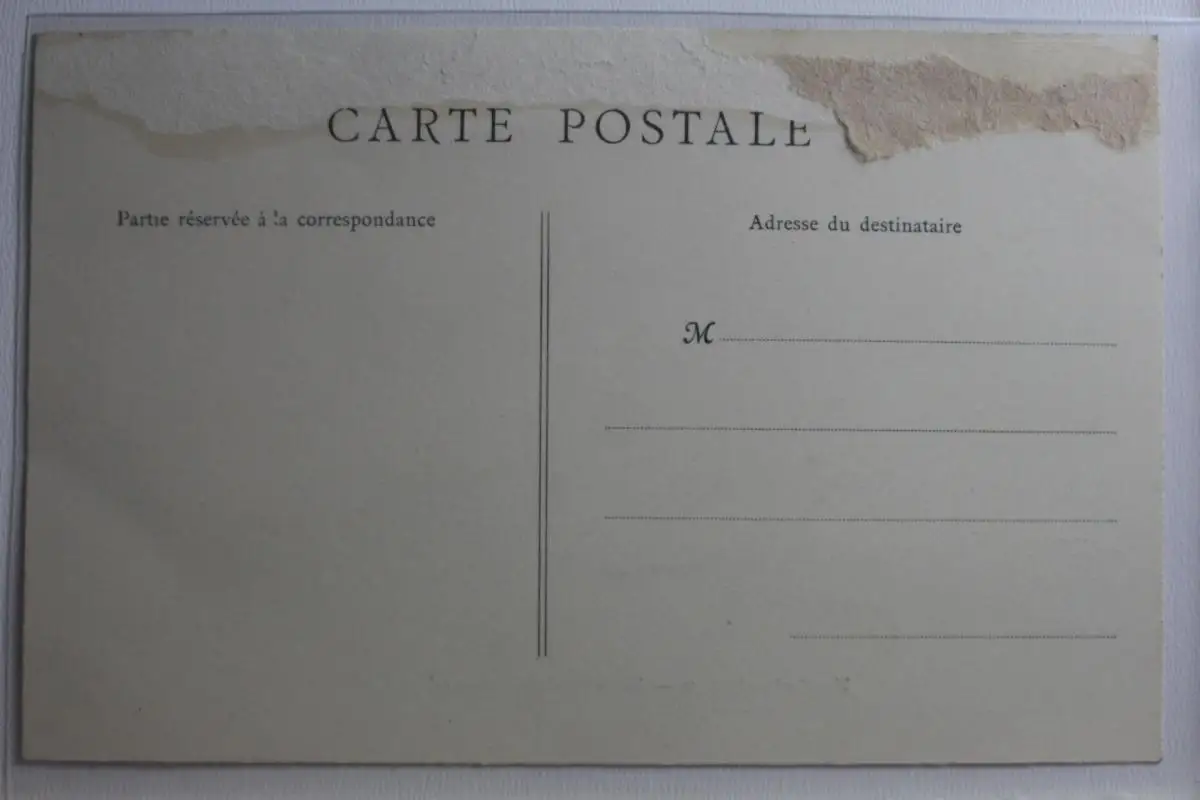 CARTE POSTALE
Partie réservée à la correspondance
Adresse du destinataire
M